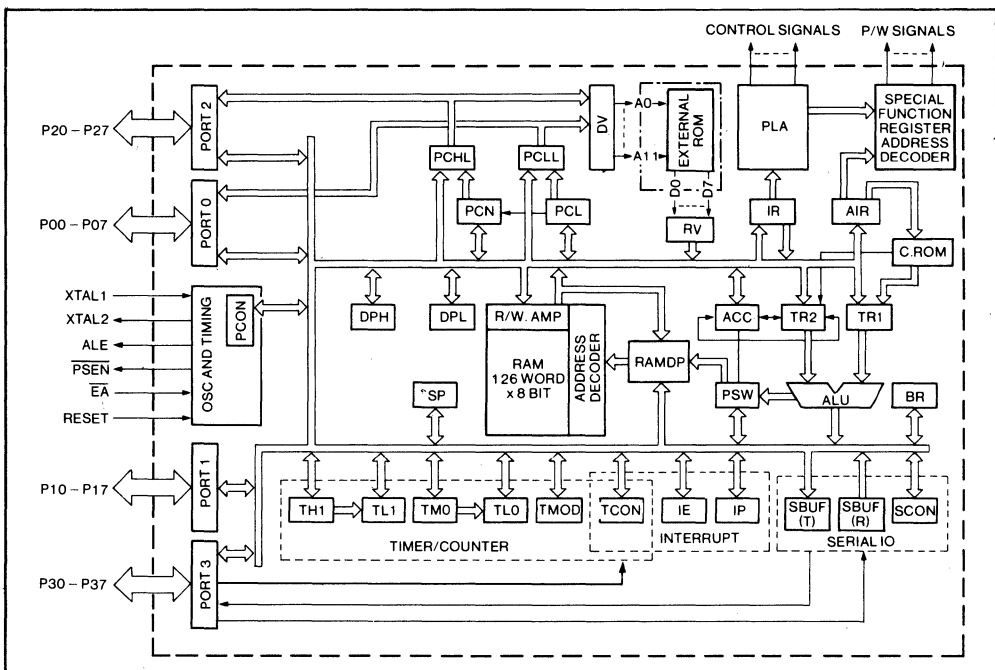 CONTROL SIGNALS
P/W SIGNALS
P20 – P27
PORT 2
DV
A0
A11
EXTERNAL ROM
D0
D7
PLA
SPECIAL
FUNCTION
REGISTER
ADDRESS
DECODER
PCHL
PCLL
P00 – P07
PORT 0
PCN
PCL
RV
IR
AIR
C.ROM
XTAL1
XTAL2
ALE
PSEN
EA
RESET
OSC AND TIMING
PCON
DPH
DPL
R/W. AMP
RAM
126 WORD
x 8 BIT
ADDRESS
DECODER
RAMDP
ACC
TR2
TR1
SP
PSW
ALU
BR
P10 – P17
PORT 1
TH1
TL1
TM0
TL0
TMOD
TCON
IE
IP
SBUF
(T)
SBUF
(R)
SCON
TIMER/COUNTER
INTERRUPT
SERIAL IO
P30 – P37
PORT 3